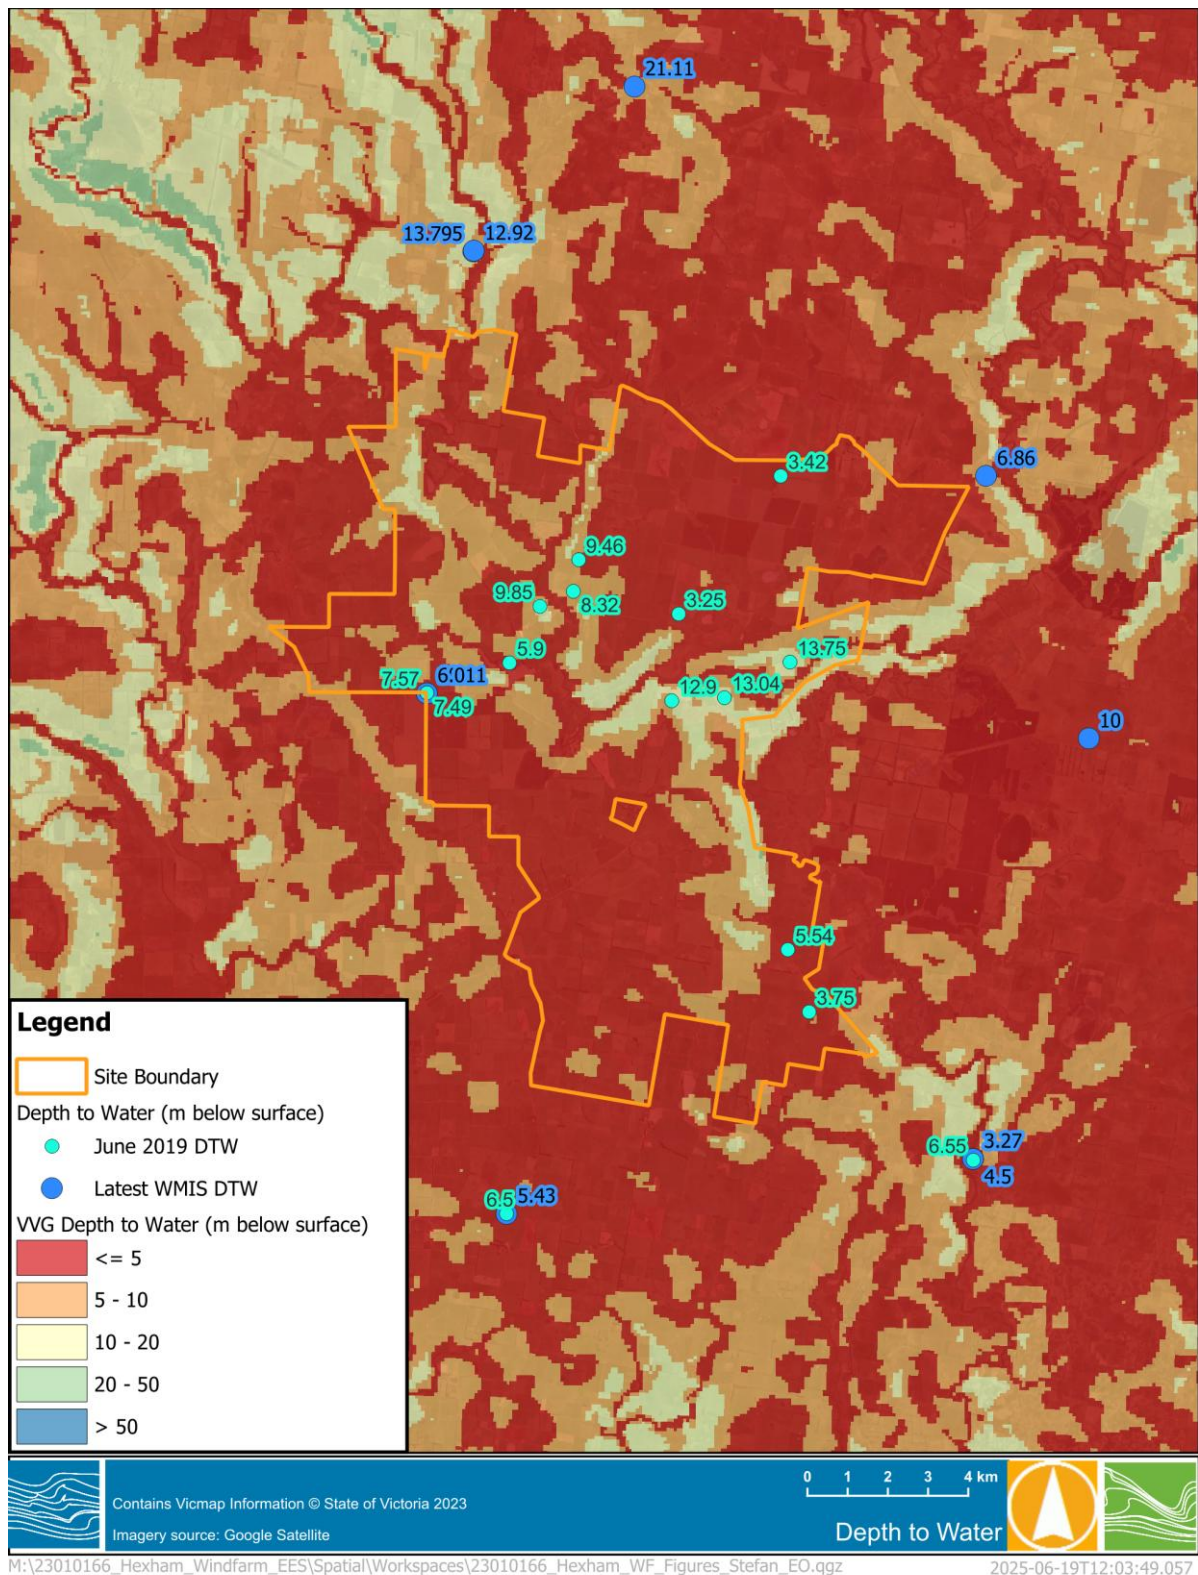 21.11
13.795 12.92
3.42
6.86
9.46
9.85
8.32
3.25
5.9
13.75
7.57
7.49
12.9
13.04
10
5.54
3.75
6.55
3.27
4.5
6.5
5.43
Legend
Site Boundary
Depth to Water (m below surface)
June 2019 DTW
Latest WMIS DTW
VVG Depth to Water (m below surface)
<= 5
5 - 10
10 - 20
20 - 50
> 50
Contains Vicmap Information © State of Victoria 2023
Imagery source: Google Satellite
0 1 2 3 4 km
Depth to Water
M:\23010166_Hexham_Windfarm_EES\Spatial\Workspaces\23010166_Hexham_WF_Figures_Stefan_EO.qgz
2025-06-19T12:03:49.057